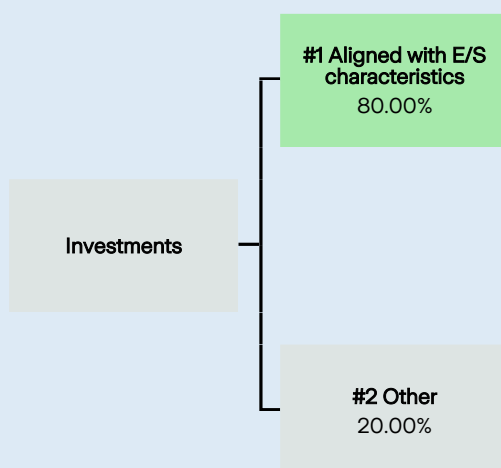 #1 Aligned with E/S
characteristics
80.00%
Investments
#2 Other
20.00%